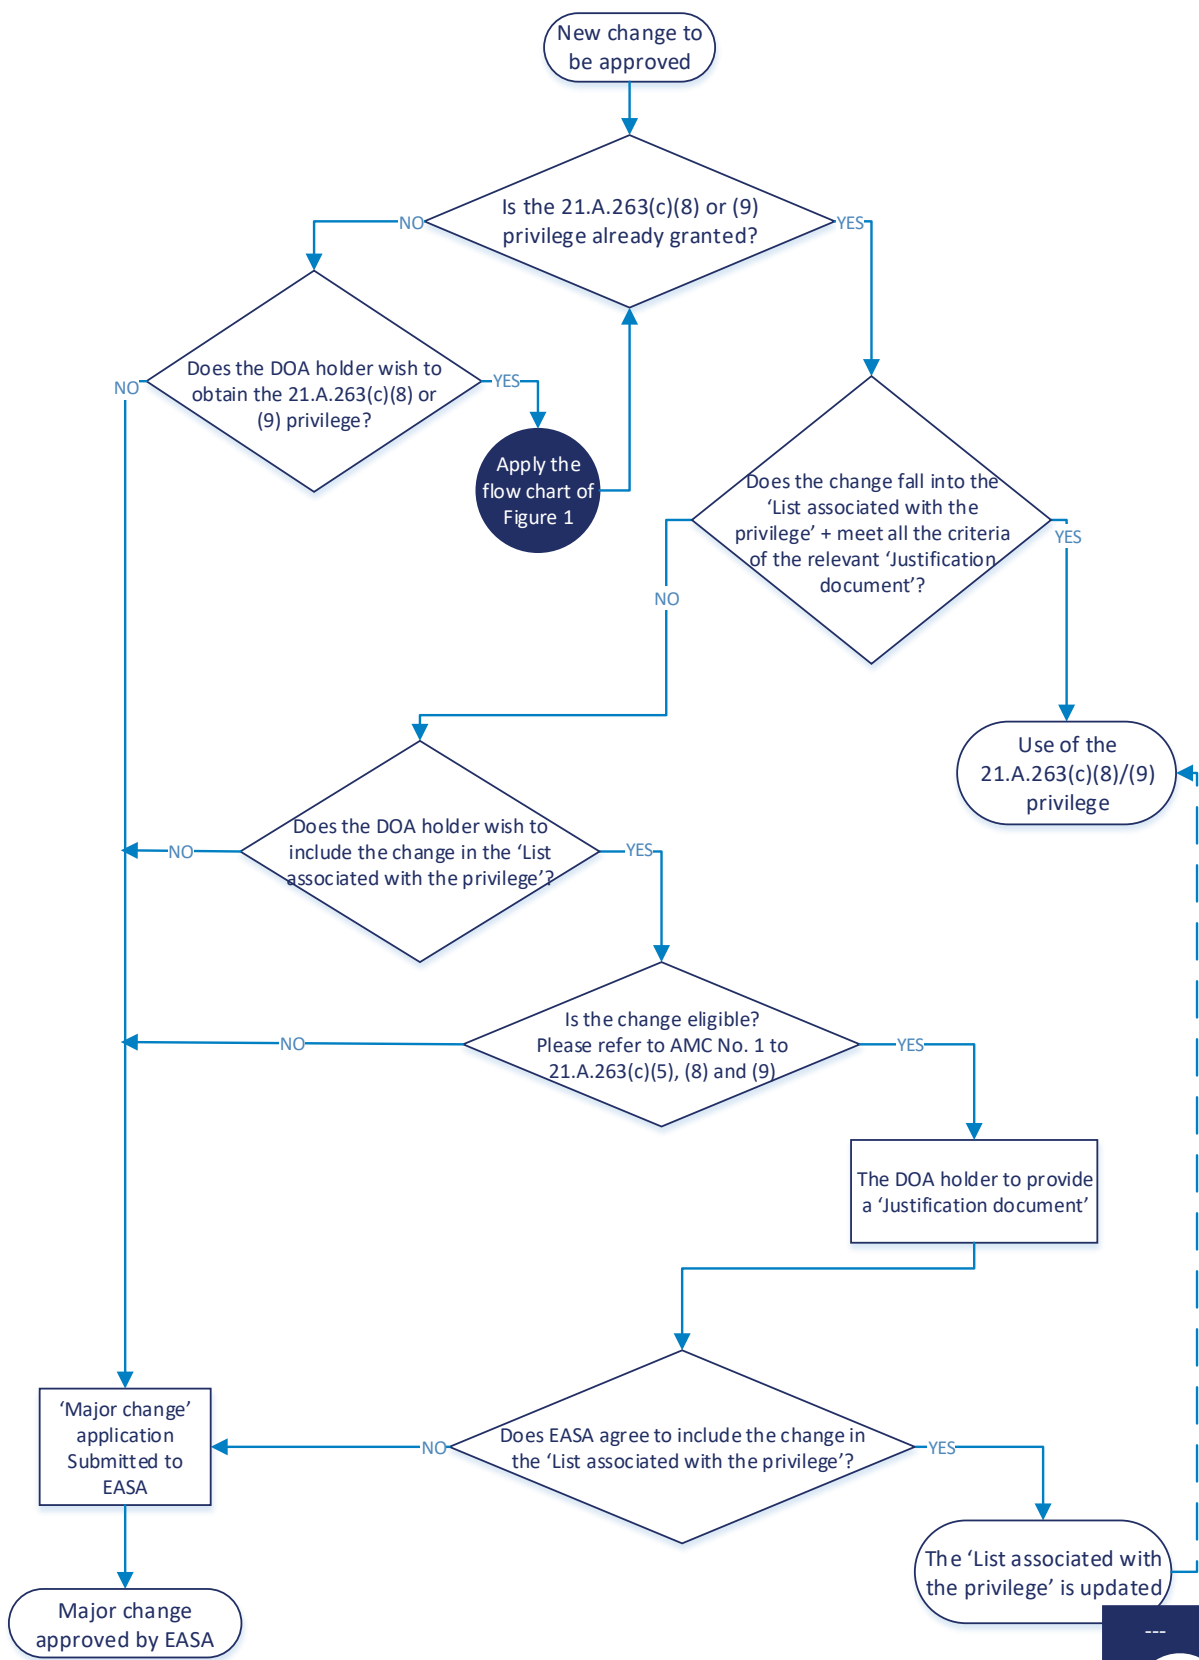 New change to
be approved
Is the 21.A.263(c)(8) or (9)
privilege already granted?
NO
YES
Does the DOA holder wish to
obtain the 21.A.263(c)(8) or
(9) privilege?
NO
YES
Apply the
flow chart of
Figure 1
Does the change fall into the
‘List associated with the
privilege’ + meet all the criteria
of the relevant ‘Justification
document’?
YES
NO
Use of the
21.A.263(c)(8)/(9)
privilege
Does the DOA holder wish to
include the change in the ‘List
associated with the privilege’?
NO
YES
Is the change eligible?
Please refer to AMC No. 1 to
21.A.263(c)(5), (8) and (9)
NO
YES
The DOA holder to provide
a ‘Justification document’
‘Major change’
application
Submitted to
EASA
Does EASA agree to include the change in
the ‘List associated with the privilege’?
NO
YES
The ‘List associated with
the privilege’ is updated
Major change
approved by EASA
---